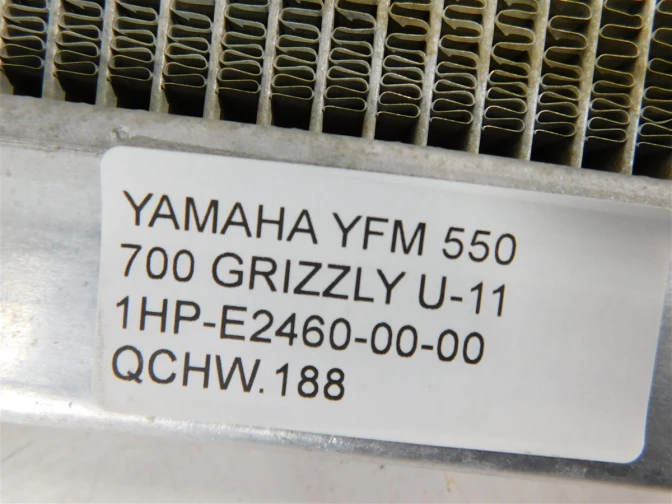 YAMAHA YFM 550
700 GRIZZLY U-11
1HP-E2460-00-00
QCHW.188